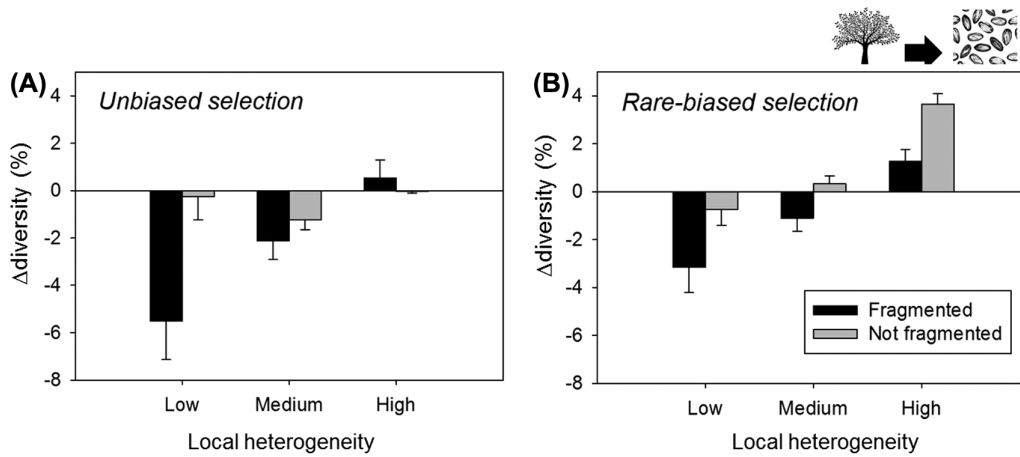 (A)
Unbiased selection
Δdiversity (%)
4
2
0
-2
-4
-6
-8
Low Medium High
Local heterogeneity
(B)
Rare-biased selection
Δdiversity (%)
4
2
0
-2
-4
-6
-8
Fragmented
Not fragmented
Low Medium High
Local heterogeneity